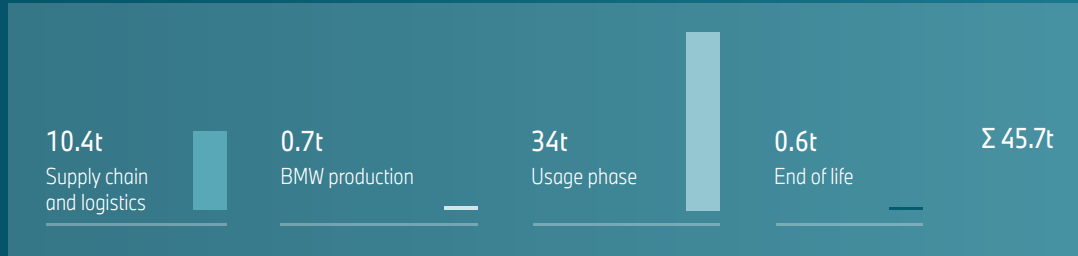 10.4t
Supply chain
and logistics
0.7t
BMW production
34t
Usage phase
0.6t
End of life
Σ 45.7t